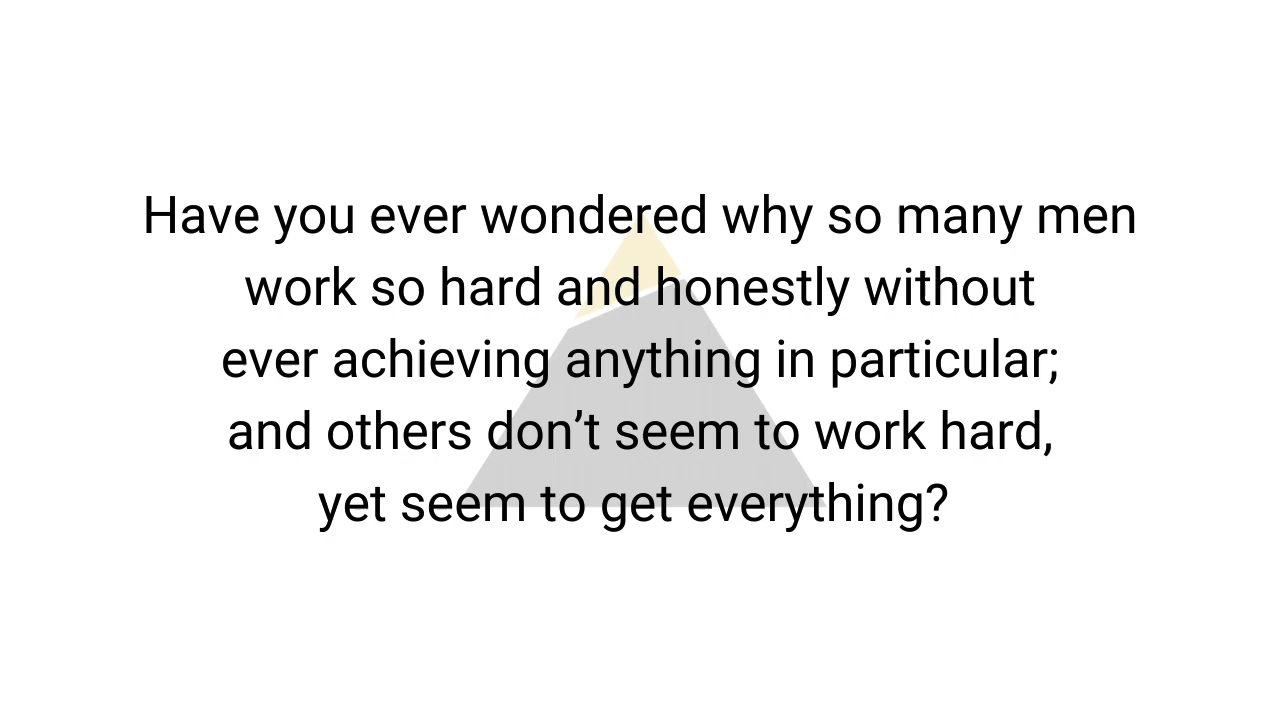 Have you ever wondered why so many men
work so hard and honestly without
ever achieving anything in particular;
and others don’t seem to work hard,
yet seem to get everything?